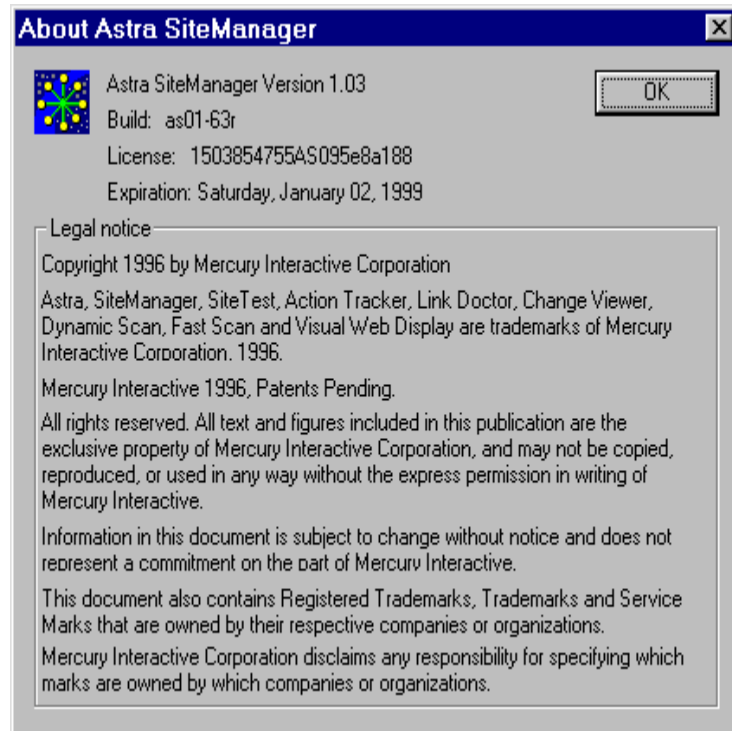 About Astra SiteManager
Astra SiteManager Version 1.03
OK
Build: as01-63r
License: 1503854755AS095e8a188
Expiration: Saturday, January 02, 1999
Legal notice
Copyright 1996 by Mercury Interactive Corporation
Astra, SiteManager, SiteTest, Action Tracker, Link Doctor, Change Viewer,
Dynamic Scan, Fast Scan and Visual Web Display are trademarks of Mercury
Interactive Corporation. 1996.
Mercury Interactive 1996, Patents Pending.
All rights reserved. All text and figures included in this publication are the
exclusive property of Mercury Interactive Corporation, and may not be copied,
reproduced, or used in any way without the express permission in writing of
Mercury Interactive.
Information in this document is subject to change without notice and does not
represent a commitment on the part of Mercury Interactive.
This document also contains Registered Trademarks, Trademarks and Service
Marks that are owned by their respective companies or organizations.
Mercury Interactive Corporation disclaims any responsibility for specifying which
marks are owned by which companies or organizations.